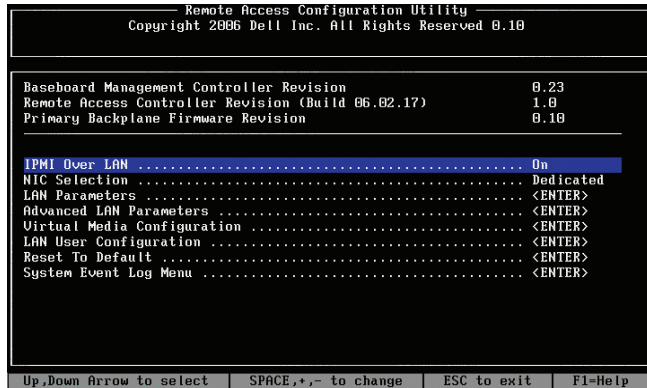 Remote Access Configuration Utility
Copyright 2006 Dell Inc. All Rights Reserved 0.10
Baseboard Management Controller Revision 0.23
Remote Access Controller Revision (Build 06.02.17) 1.0
Primary Backplane Firmware Revision 0.10
IPMI Over LAN ................................................ On
NIC Selection ................................................ Dedicated
LAN Parameters ............................................... <ENTER>
Advanced LAN Parameters ...................................... <ENTER>
Virtual Media Configuration .................................. <ENTER>
LAN User Configuration ....................................... <ENTER>
Reset To Default ............................................. <ENTER>
System Event Log Menu ........................................ <ENTER>
Up,Down Arrow to select SPACE,+,- to change ESC to exit F1=Help